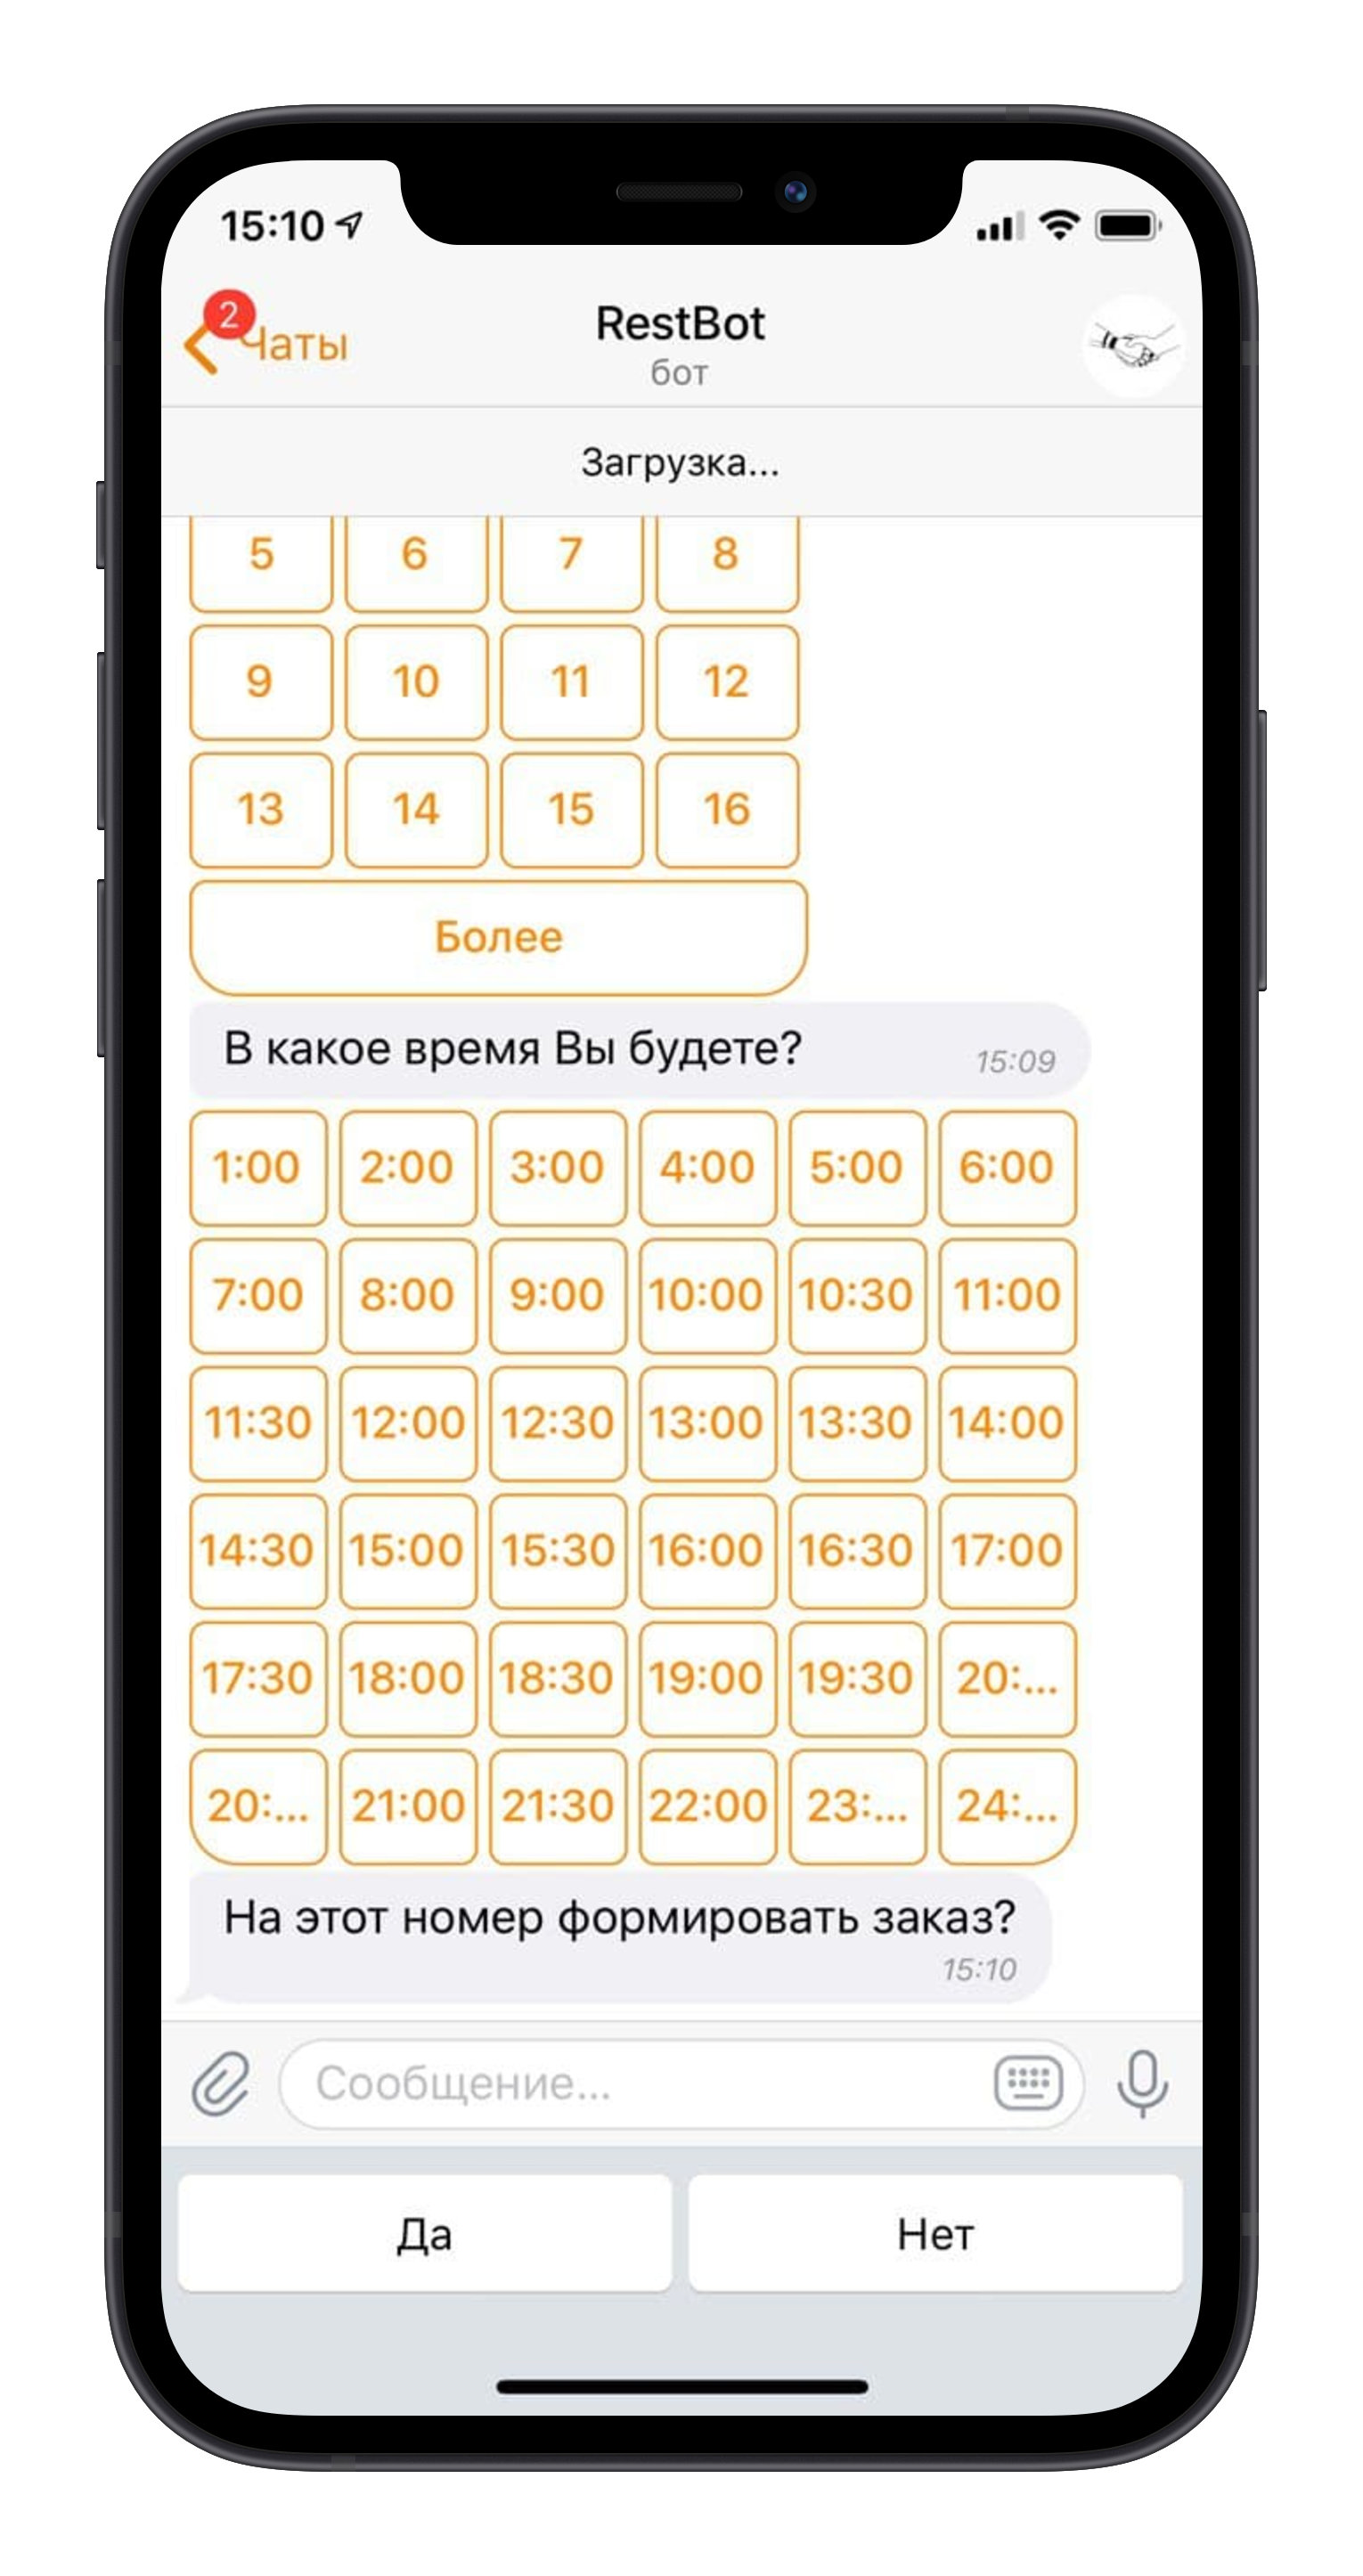 15:10
2
Чаты
RestBot
бот
Загрузка...
5 6 7 8
9 10 11 12
13 14 15 16
Более
В какое время Вы будете? 15:09
1:00 2:00 3:00 4:00 5:00 6:00
7:00 8:00 9:00 10:00 10:30 11:00
11:30 12:00 12:30 13:00 13:30 14:00
14:30 15:00 15:30 16:00 16:30 17:00
17:30 18:00 18:30 19:00 19:30 20:...
20:... 21:00 21:30 22:00 23:... 24:...
На этот номер формировать заказ?
15:10
Сообщение...
Да Нет